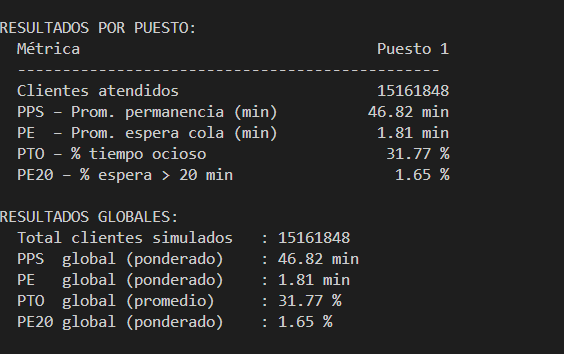 RESULTADOS POR PUESTO:
Métrica Puesto 1
-----------------------------------------------
Clientes atendidos 15161848
PPS – Prom. permanencia (min) 46.82 min
PE – Prom. espera cola (min) 1.81 min
PTO – % tiempo ocioso 31.77 %
PE20 – % espera > 20 min 1.65 %
RESULTADOS GLOBALES:
Total clientes simulados : 15161848
PPS global (ponderado) : 46.82 min
PE global (ponderado) : 1.81 min
PTO global (promedio) : 31.77 %
PE20 global (ponderado) : 1.65 %